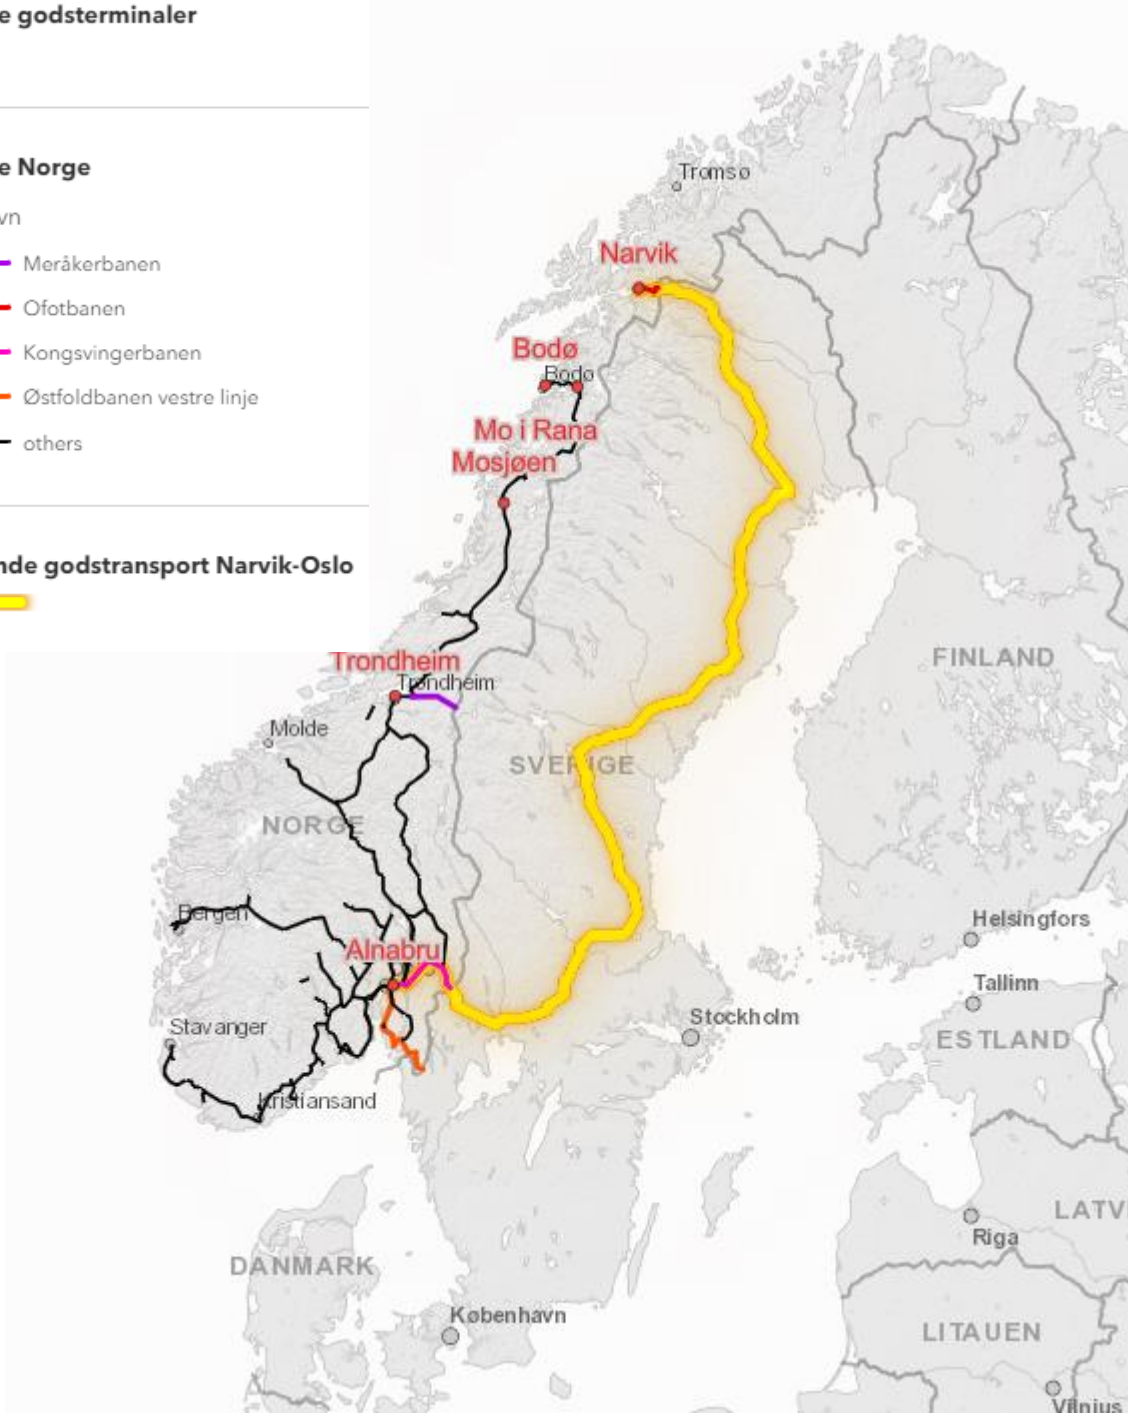 e godsterminaler
e Norge
vn
Meråkerbanen
Ofotbanen
Kongsvingerbanen
Østfoldbanen vestre linje
others
nde godstransport Narvik-Oslo
Tromsø
Narvik
Bodø
Bodø
Mo i Rana
Mosjøen
Trondheim
Trondheim
Molde
FINLAND
SVERIGE
NORGE
Bergen
Alnabru
Helsingfors
Tallinn
Stavanger
Stockholm
ESTLAND
Kristiansand
LATV
Riga
DANMARK
København
LITAUEN
Vilnius